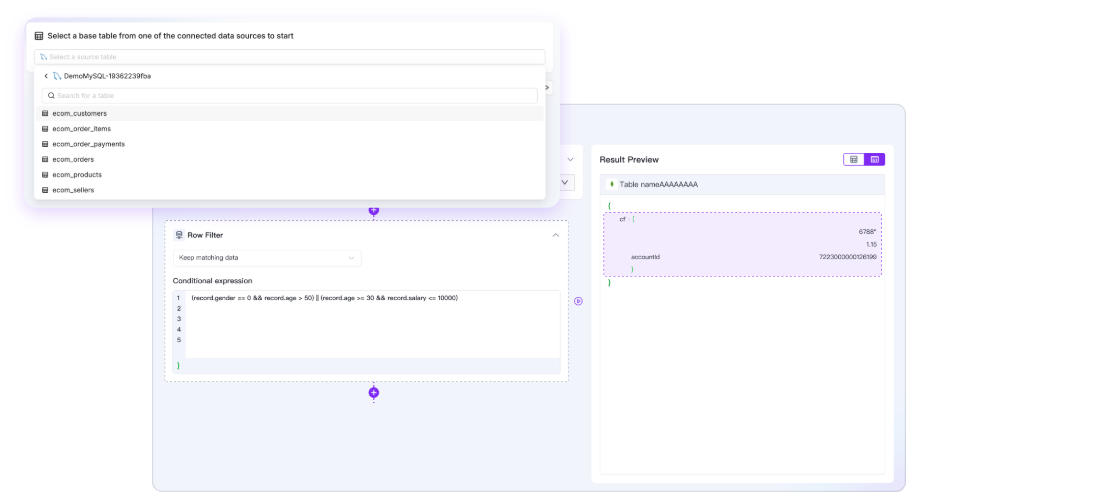 Select a base table from one of the connected data sources to start
Select a source table
DemoMySQL-19362239fba
Search for a table
ecom_customers
ecom_order_items
ecom_order_payments
ecom_orders
ecom_products
ecom_sellers
Row Filter
Keep matching data
Conditional expression
1 (record.gender == 0 && record.age > 50) || (record.age >= 30 && record.salary <= 10000)
2
3
4
5
}
Result Preview
Table nameAAAAAAAA
{
cf : {
6788"
1.15
accountId 7223000000126199
}
}